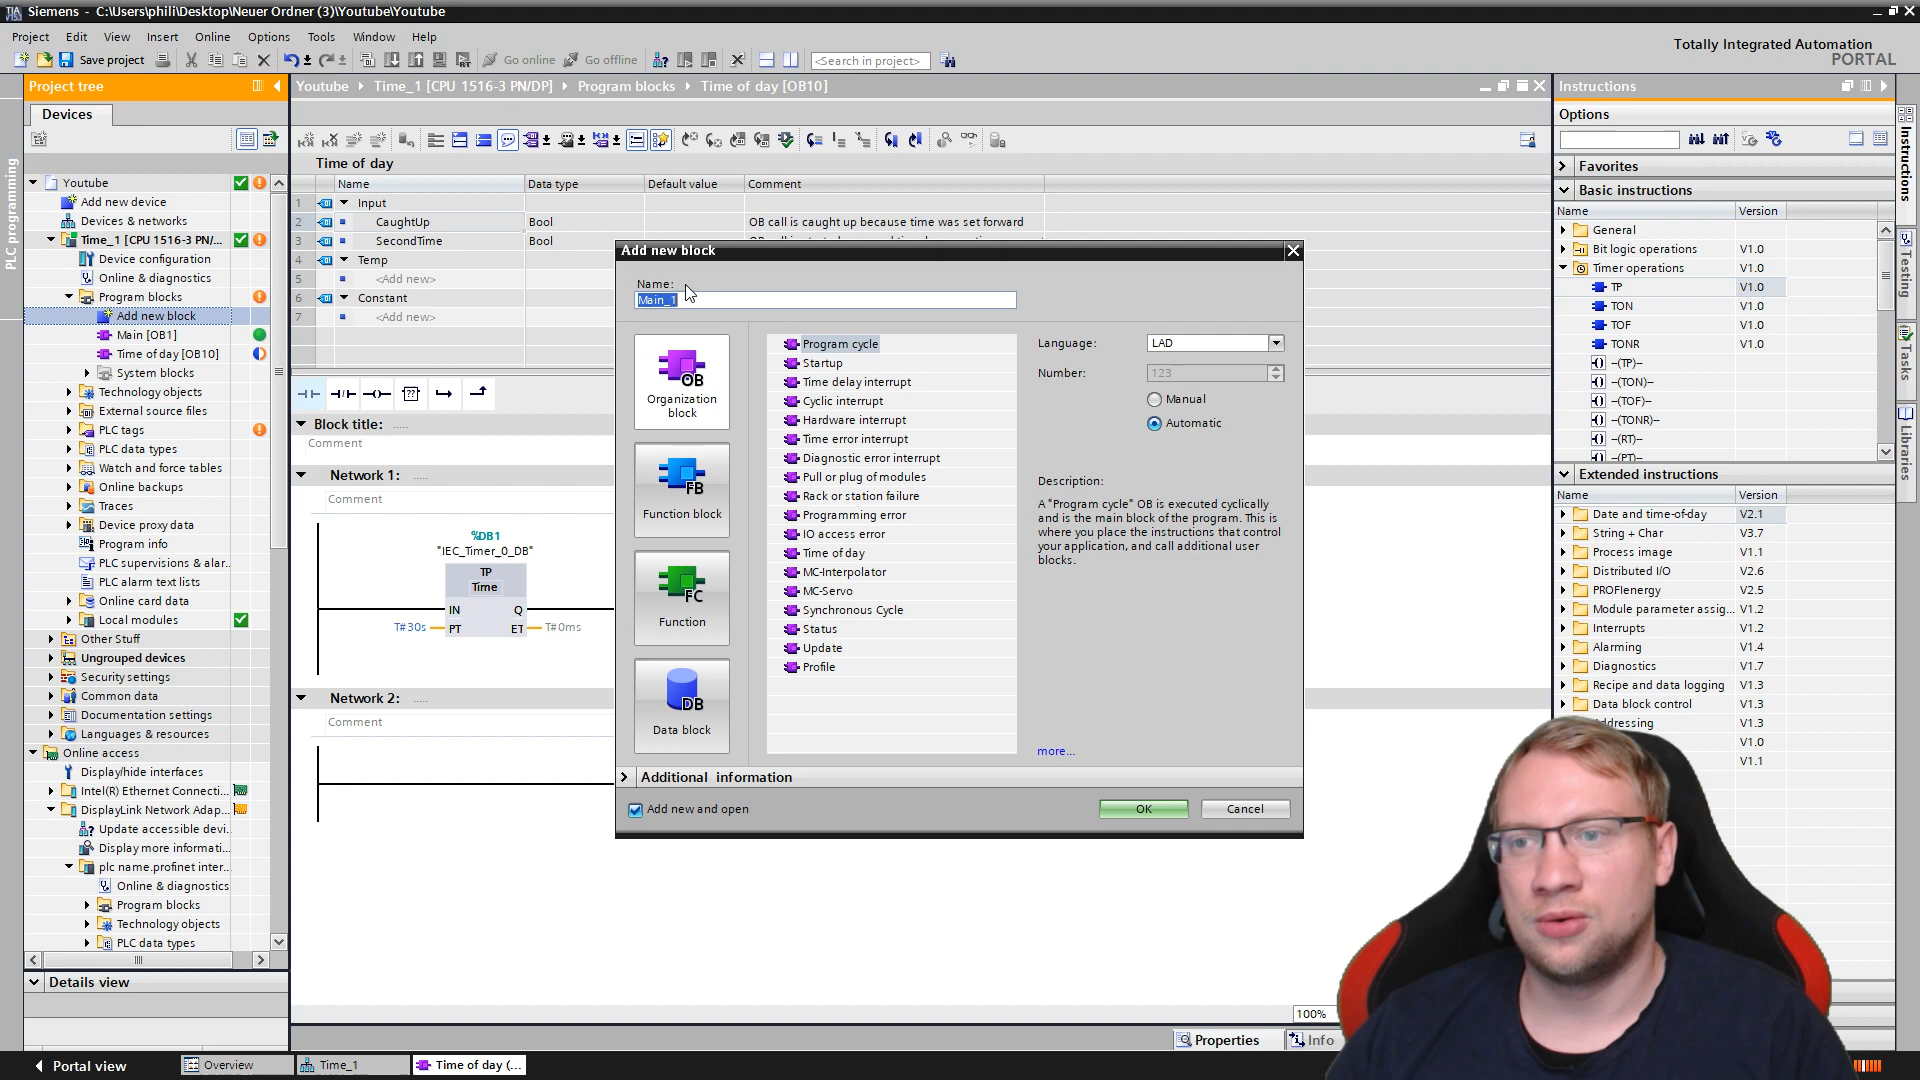 Siemens - C:\Users\phili\Desktop\Neuer Ordner (3)\Youtube\Youtube
Project Edit View Insert Online Options Tools Window Help
Totally Integrated Automation
PORTAL
Save project
Go online
Go offline
<Search in project>
Project tree
Youtube Time_1 [CPU 1516-3 PN/DP] Program blocks Time of day [OB10]
Instructions
Devices
PLC programming
Youtube
Add new device
Devices & networks
Time_1 [CPU 1516-3 PN/...
Device configuration
Online & diagnostics
Program blocks
Add new block
Main [OB1]
Time of day [OB10]
System blocks
Technology objects
External source files
PLC tags
PLC data types
Watch and force tables
Online backups
Traces
Device proxy data
Program info
PLC supervisions & alar...
PLC alarm text lists
Online card data
Local modules
Other Stuff
Ungrouped devices
Security settings
Common data
Documentation settings
Languages & resources
Online access
Display/hide interfaces
Intel(R) Ethernet Connecti...
DisplayLink Network Adap...
Update accessible devi...
Display more informati...
plc name.profinet inter...
Online & diagnostics
Program blocks
Technology objects
PLC data types
Details view
Time of day
Name Data type Default value Comment
1 Input
2 CaughtUp Bool OB call is caught up because time was set forward
3 SecondTime Bool
4 Temp
5 <Add new>
6 Constant
7 <Add new>
Block title: .....
Comment
Network 1: .....
Comment
%DB1
"IEC_Timer_0_DB"
TP
Time
IN Q
T#30s PT ET T#0ms
Network 2: .....
Comment
Add new block
Name:
Main_1
OB
Organization
block
FB
Function block
FC
Function
DB
Data block
Program cycle
Startup
Time delay interrupt
Cyclic interrupt
Hardware interrupt
Time error interrupt
Diagnostic error interrupt
Pull or plug of modules
Rack or station failure
Programming error
IO access error
Time of day
MC-Interpolator
MC-Servo
Synchronous Cycle
Status
Update
Profile
Language: LAD
Number: 123
Manual
Automatic
Description:
A "Program cycle" OB is executed cyclically
and is the main block of the program. This is
where you place the instructions that control
your application, and call additional user
blocks.
more...
Additional information
Add new and open
OK
Cancel
Options
Favorites
Basic instructions
Name Version
General
Bit logic operations V1.0
Timer operations V1.0
TP V1.0
TON V1.0
TOF V1.0
TONR V1.0
-(TP)-
-(TON)-
-(TOF)-
-(TONR)-
-(RT)-
-(PT)-
Extended instructions
Name Version
Date and time-of-day V2.1
String + Char V3.7
Process image V1.1
Distributed I/O V2.6
PROFIenergy V2.5
Module parameter assig... V1.2
Interrupts V1.2
Alarming V1.4
Diagnostics V1.7
Recipe and data logging V1.3
Data block control V1.3
V1.3
V1.0
V1.1
Instructions
Testing
Tasks
Libraries
100%
Properties
Info
Portal view
Overview
Time_1
Time of day (...